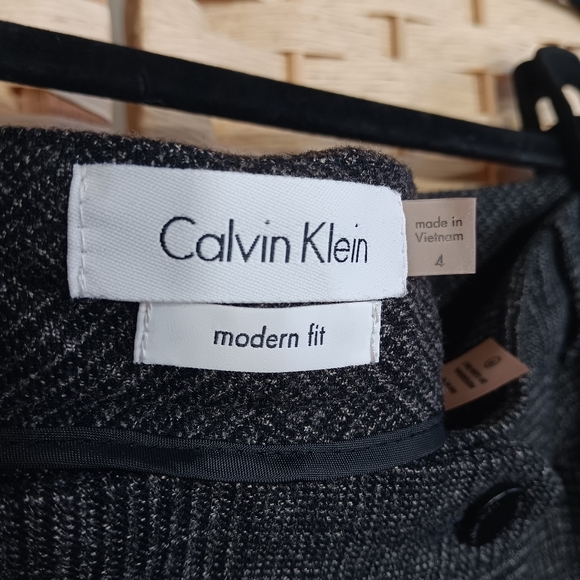 Calvin Klein
made in
Vietnam
4
modern fit